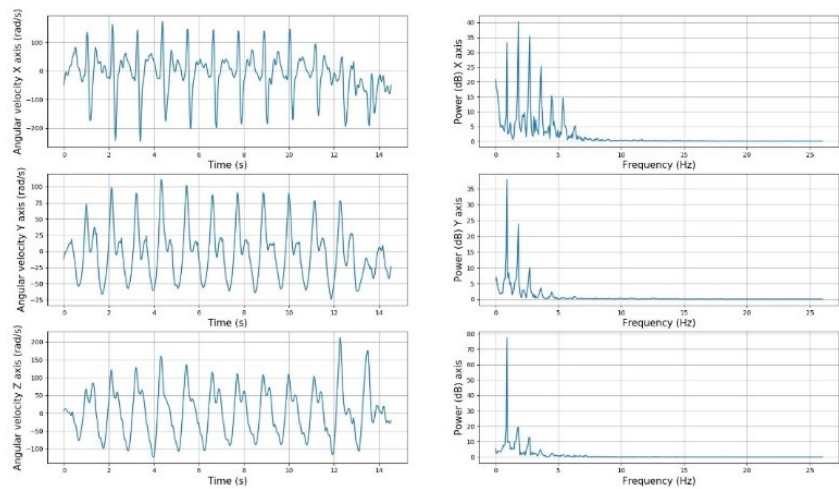 Angular velocity X axis (rad/s)
100
0
-100
-200
0 2 4 6 8 10 12 14
Time (s)
Power (dB) X axis
40
35
30
25
20
15
10
5
0
0 5 10 15 20 25
Frequency (Hz)
Angular velocity Y axis (rad/s)
100
75
50
25
0
-25
-50
-75
0 2 4 6 8 10 12 14
Time (s)
Power (dB) Y axis
40
35
30
25
20
15
10
5
0
0 5 10 15 20 25
Frequency (Hz)
Angular velocity Z axis (rad/s)
200
150
100
50
0
-50
-100
0 2 4 6 8 10 12 14
Time (s)
Power (dB) Z axis
80
70
60
50
40
30
20
10
0
0 5 10 15 20 25
Frequency (Hz)